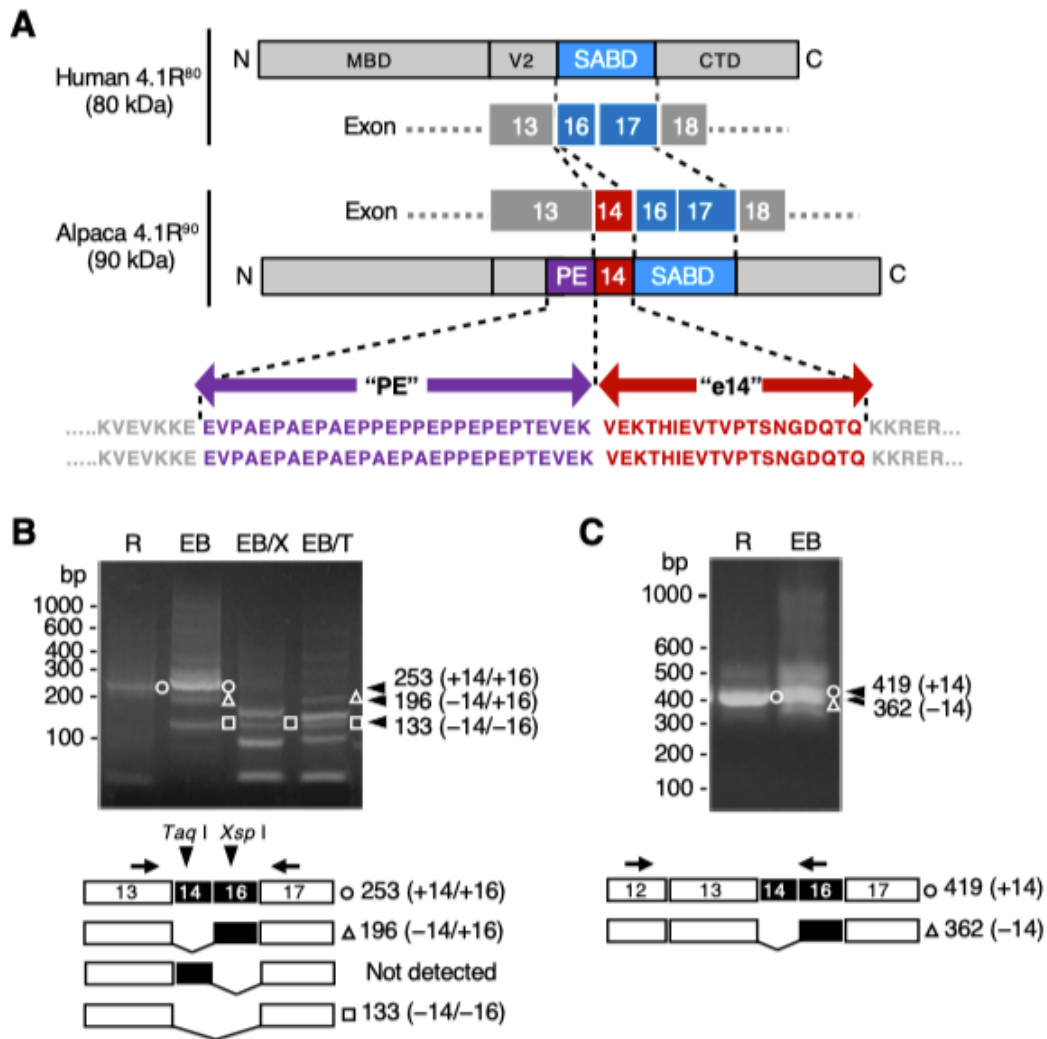 A
Human 4.1R⁸⁰
(80 kDa)
N MBD V2 SABD CTD C
Exon 13 16 17 18
Alpaca 4.1R⁹⁰
(90 kDa)
Exon 13 14 16 17 18
N PE 14 SABD C
“PE” “e14”
.....KVEVKKE EVPAEPAEPAEPPEPPEPPEPEPTEVEK VEKTHIEVTVPTSNGDQTQ KKRER...
.....KVEVKKE EVPAEPAEPAEPAEPAEPPEPEPTEVEK VEKTHIEVTVPTSNGDQTQ KKRER...
B
R EB EB/X EB/T
bp
1000 -
600 -
400 -
300 -
200 -
100 -
253 (+14/+16)
196 (−14/+16)
133 (−14/−16)
Taq I Xsp I
13 14 16 17 253 (+14/+16)
196 (−14/+16)
Not detected
133 (−14/−16)
C
R EB
bp
1000 -
600 -
400 -
300 -
200 -
100 -
419 (+14)
362 (−14)
12 13 14 16 17 419 (+14)
362 (−14)